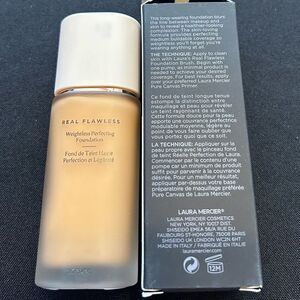 REAL FLAWLESS
Weightless Perfecting
Foundation
Fond de Teint Haute
Perfection et Légèreté
This long-wearing foundation blurs
the line between makeup and
skin to reveal a healthier-looking
complexion. The skin-loving
formula provides perfecting
medium buildable coverage so
weightless you'll forget you're
wearing anything at all.
THE TECHNIQUE: Apply to clean
skin with Laura's Real Flawless
Foundation Brush. Begin with
one pump, as minimal product is
needed to achieve your desired
coverage. For best results, apply
over your preferred Laura Mercier
Pure Canvas Primer.
Ce fond de teint longue tenue
estompe la distinction entre
maquillage et peau pour révéler
un teint rayonnant de santé.
Cette formule douce pour la peau
apporte une couvrance perfectrice
modulable moyenne, légère au
point où vous oublierez que vous
portez quoi que ce soit.
LA TECHNIQUE: Appliquer sur la
peau propre avec le pinceau fond
de teint Réelle Perfection de Laura.
Commencer par le contenu d'une
pompe car un minimum de produit
suffit pour parvenir à la couvrance
désirée. Pour un meilleur résultat,
appliquer par-dessus votre base
préparatrice de maquillage préférée
Pure Canvas de Laura Mercier.
LAURA MERCIER®
LAURA MERCIER COSMETICS
NEW YORK, NY 10017 DIST.
SHISEIDO EMEA 56/A RUE DU
FAUBOURG ST-HONORÉ, 75008 PARIS
SHISEIDO UK LONDON WC2N 6HT
MADE IN ITALY / FABRIQUÉ EN ITALIE
lauramercier.com
12M